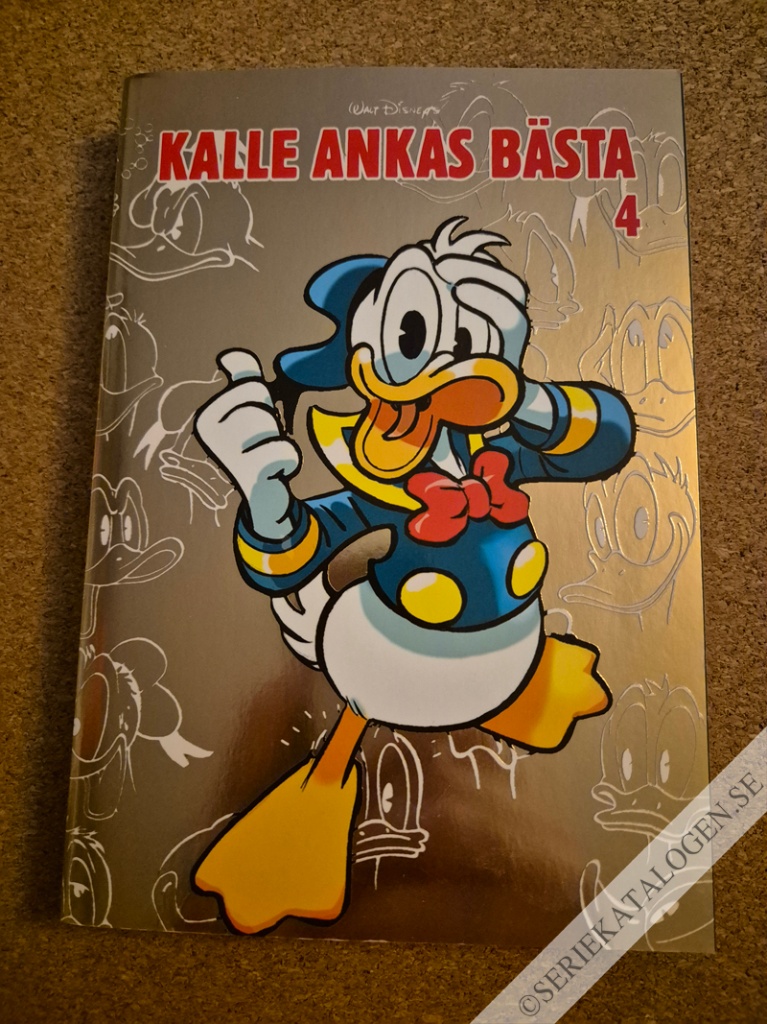 Walt Disney's
KALLE ANKAS BÄSTA
4
©SERIEKATALOGEN.SE